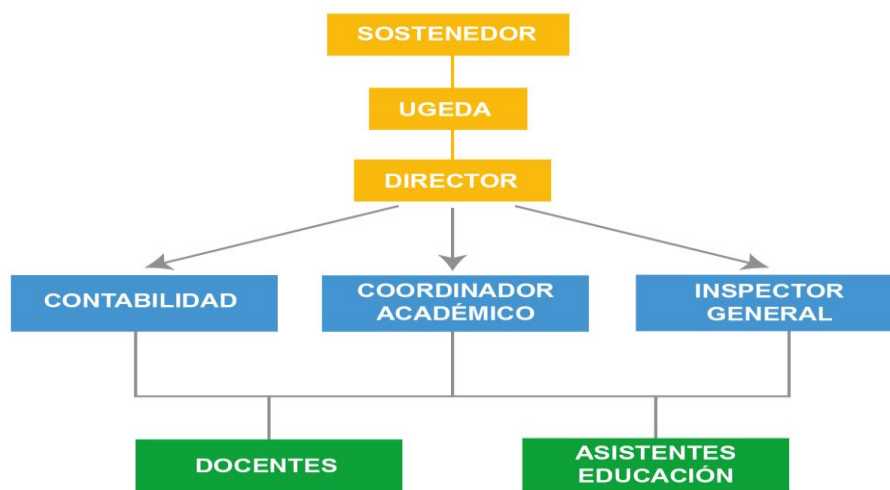 SOSTENEDOR
UGEDA
DIRECTOR
CONTABILIDAD
COORDINADOR
ACADÉMICO
INSPECTOR
GENERAL
DOCENTES
ASISTENTES
EDUCACIÓN